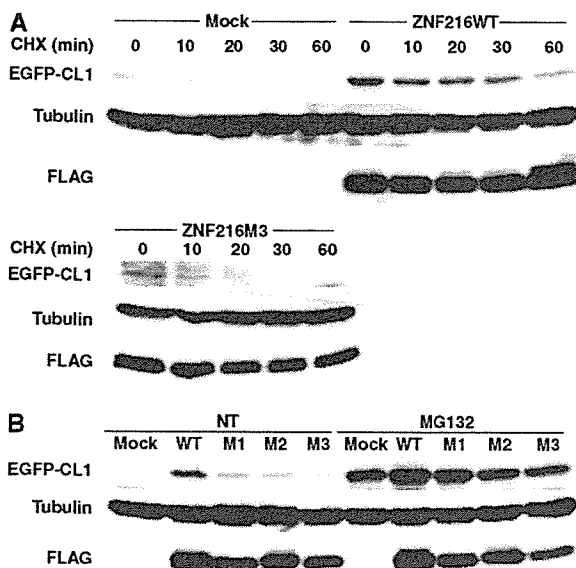 A
Mock ZNF216WT
CHX (min) 0 10 20 30 60 0 10 20 30 60
EGFP-CL1
Tubulin
FLAG
ZNF216M3
CHX (min) 0 10 20 30 60
EGFP-CL1
Tubulin
FLAG
B
NT MG132
Mock WT M1 M2 M3 Mock WT M1 M2 M3
EGFP-CL1
Tubulin
FLAG